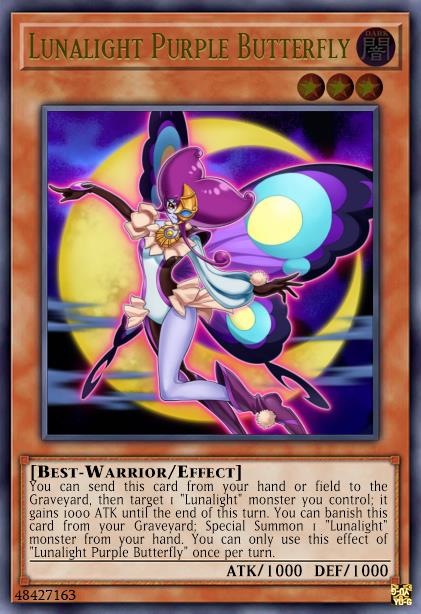 Lunalight Purple Butterfly
DARK
闇
[Best-Warrior/Effect]
You can send this card from your hand or field to the
Graveyard, then target 1 "Lunalight" monster you control; it
gains 1000 ATK until the end of this turn. You can banish this
card from your Graveyard; Special Summon 1 "Lunalight"
monster from your hand. You can only use this effect of
"Lunalight Purple Butterfly" once per turn.
ATK/1000 DEF/1000
48427163